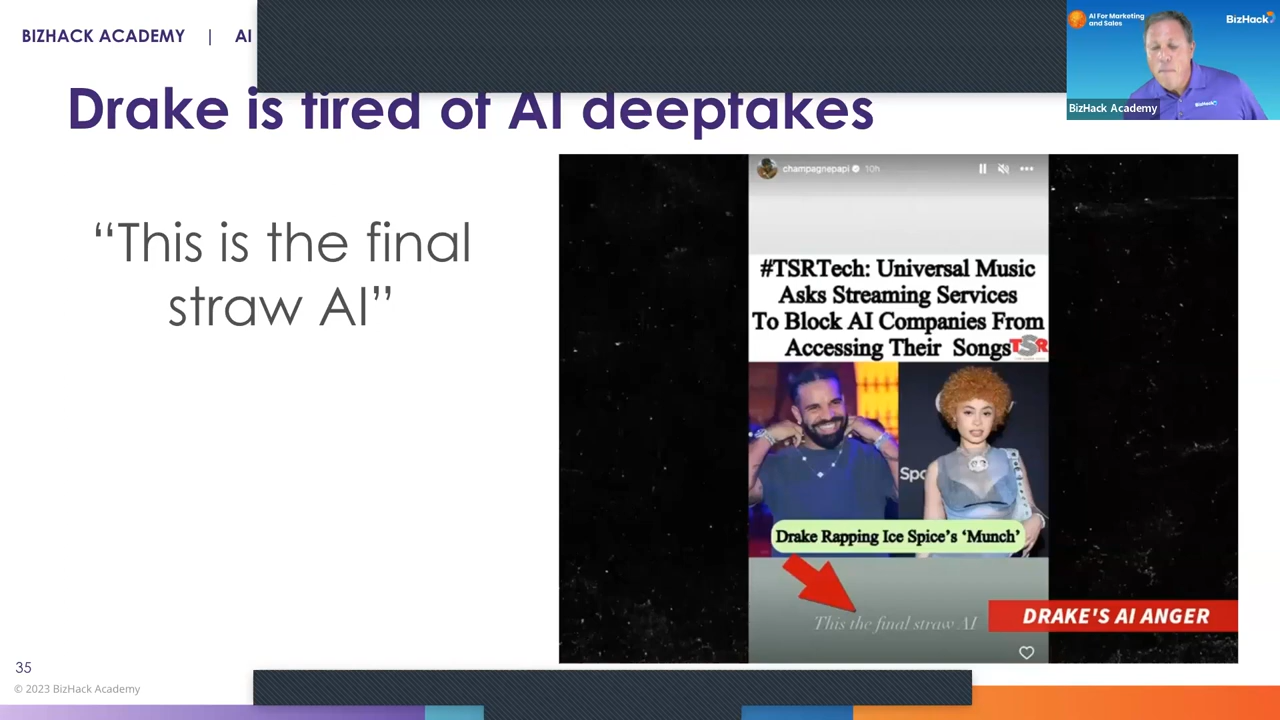 BIZHACK ACADEMY | AI
AI For Marketing
and Sales
BizHack
BizHack Academy
Drake is tired of AI deepfakes
champagnepapi 10h
“This is the final
straw AI”
#TSRTech: Universal Music
Asks Streaming Services
To Block AI Companies From
Accessing Their Songs
TSR
Spo
Drake Rapping Ice Spice’s ‘Munch’
This the final straw AI
DRAKE'S AI ANGER
35
© 2023 BizHack Academy